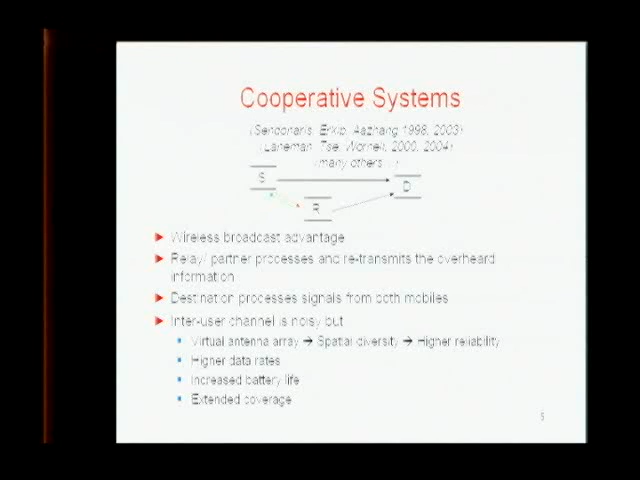 Cooperative Systems
(Sendonaris, Erkip, Aazhang 1998, 2003)
(Laneman, Tse, Wornell, 2000, 2004)
(many others ...)
S
D
R
Wireless broadcast advantage
Relay/ partner processes and re-transmits the overheard
information
Destination processes signals from both mobiles
Inter-user channel is noisy but
Virtual antenna array → Spatial diversity → Higher reliability
Higher data rates
Increased battery life
Extended coverage
5